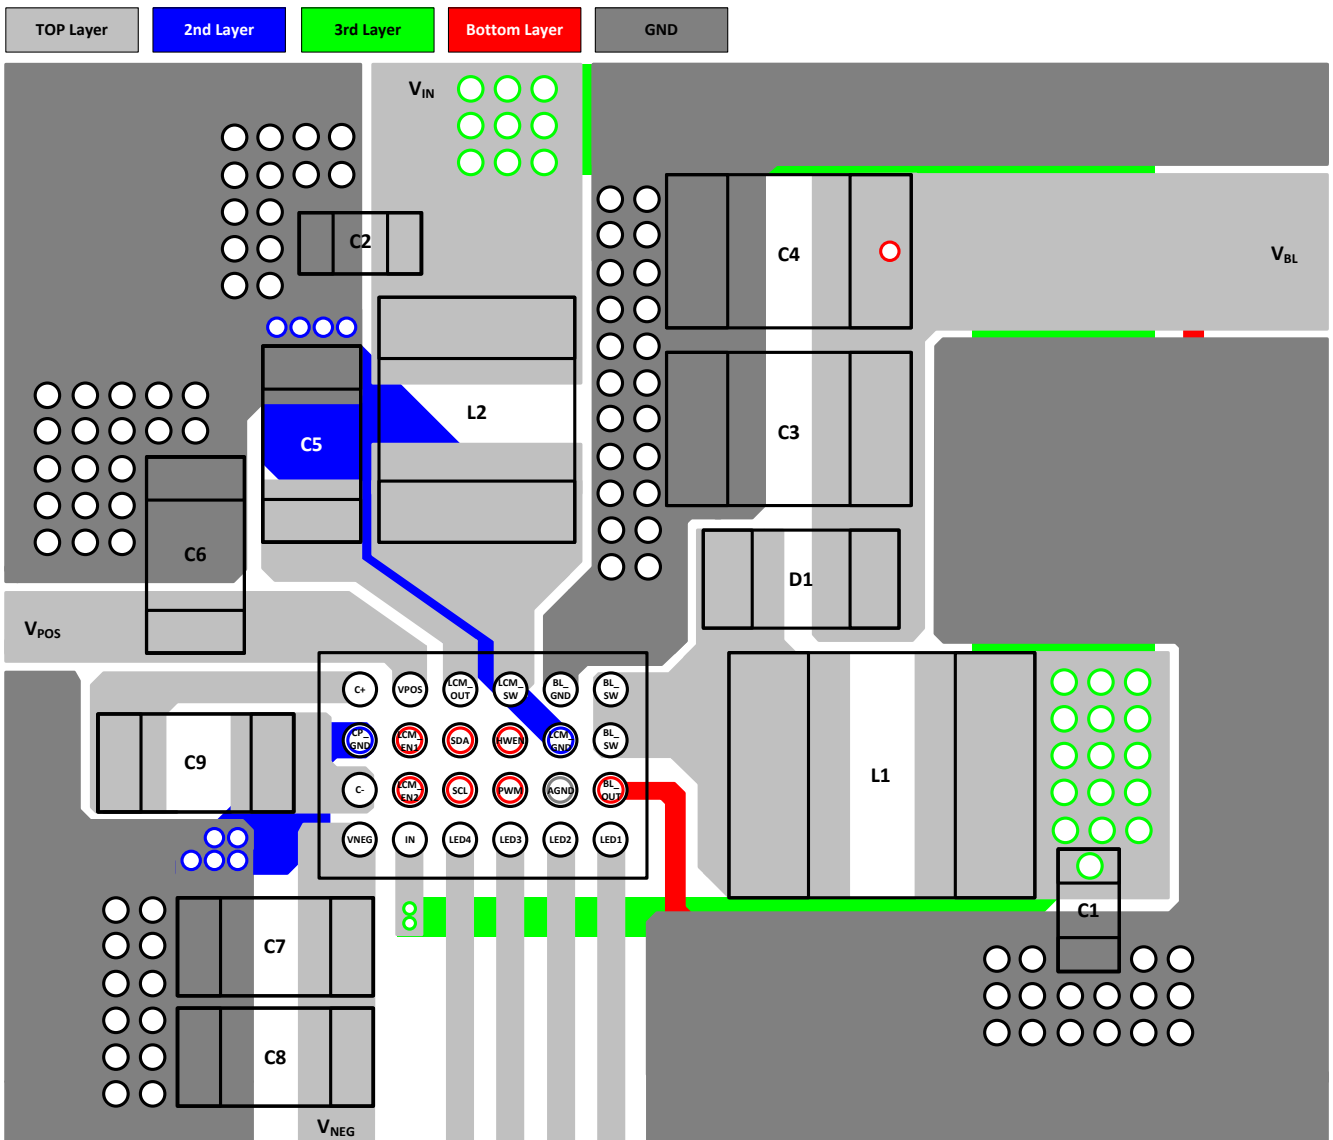 TOP Layer 2nd Layer 3rd Layer Bottom Layer GND
VIN
C2
C4
VBL
L2
C5
C3
C6
D1
VPOS
C+ VPOS LCM_OUT LCM_SW BL_GND BL_SW
CP_GND LCM_EN1 SDA HWEN LCM_GND BL_SW
C9
L1
C- LCM_EN2 SCL PWM AGND BL_OUT
VNEG IN LED4 LED3 LED2 LED1
C1
C7
C8
VNEG